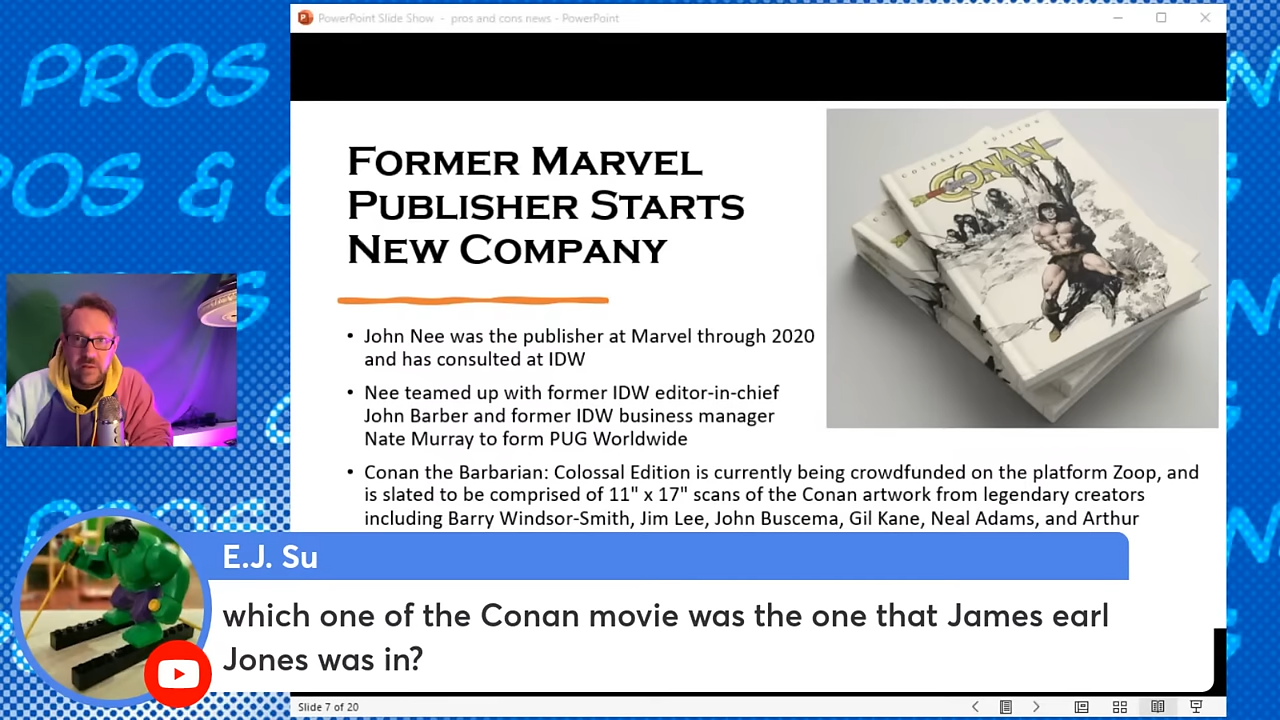 PowerPoint Slide Show - pros and cons news - PowerPoint
PROS
POS & C
FORMER MARVEL
PUBLISHER STARTS
NEW COMPANY
COLOSSAL EDITION
CONAN
• John Nee was the publisher at Marvel through 2020
and has consulted at IDW
• Nee teamed up with former IDW editor-in-chief
John Barber and former IDW business manager
Nate Murray to form PUG Worldwide
• Conan the Barbarian: Colossal Edition is currently being crowdfunded on the platform Zoop, and
is slated to be comprised of 11" x 17" scans of the Conan artwork from legendary creators
including Barry Windsor-Smith, Jim Lee, John Buscema, Gil Kane, Neal Adams, and Arthur
E.J. Su
which one of the Conan movie was the one that James earl
Jones was in?
Slide 7 of 20